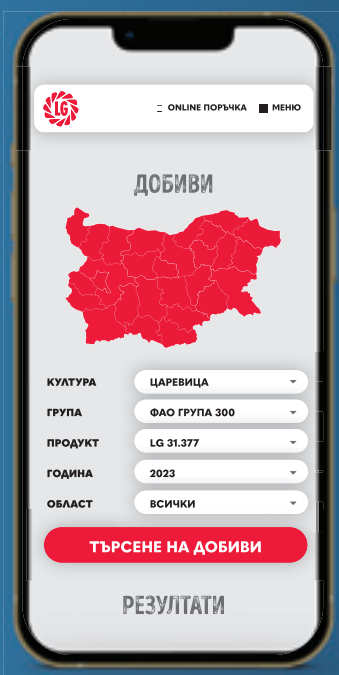 LG
ONLINE ПОРЪЧКА
МЕНЮ
ДОБИВИ
КУЛТУРА ЦАРЕВИЦА
ГРУПА ФАО ГРУПА 300
ПРОДУКТ LG 31.377
ГОДИНА 2023
ОБЛАСТ ВСИЧКИ
ТЪРСЕНЕ НА ДОБИВИ
РЕЗУЛТАТИ